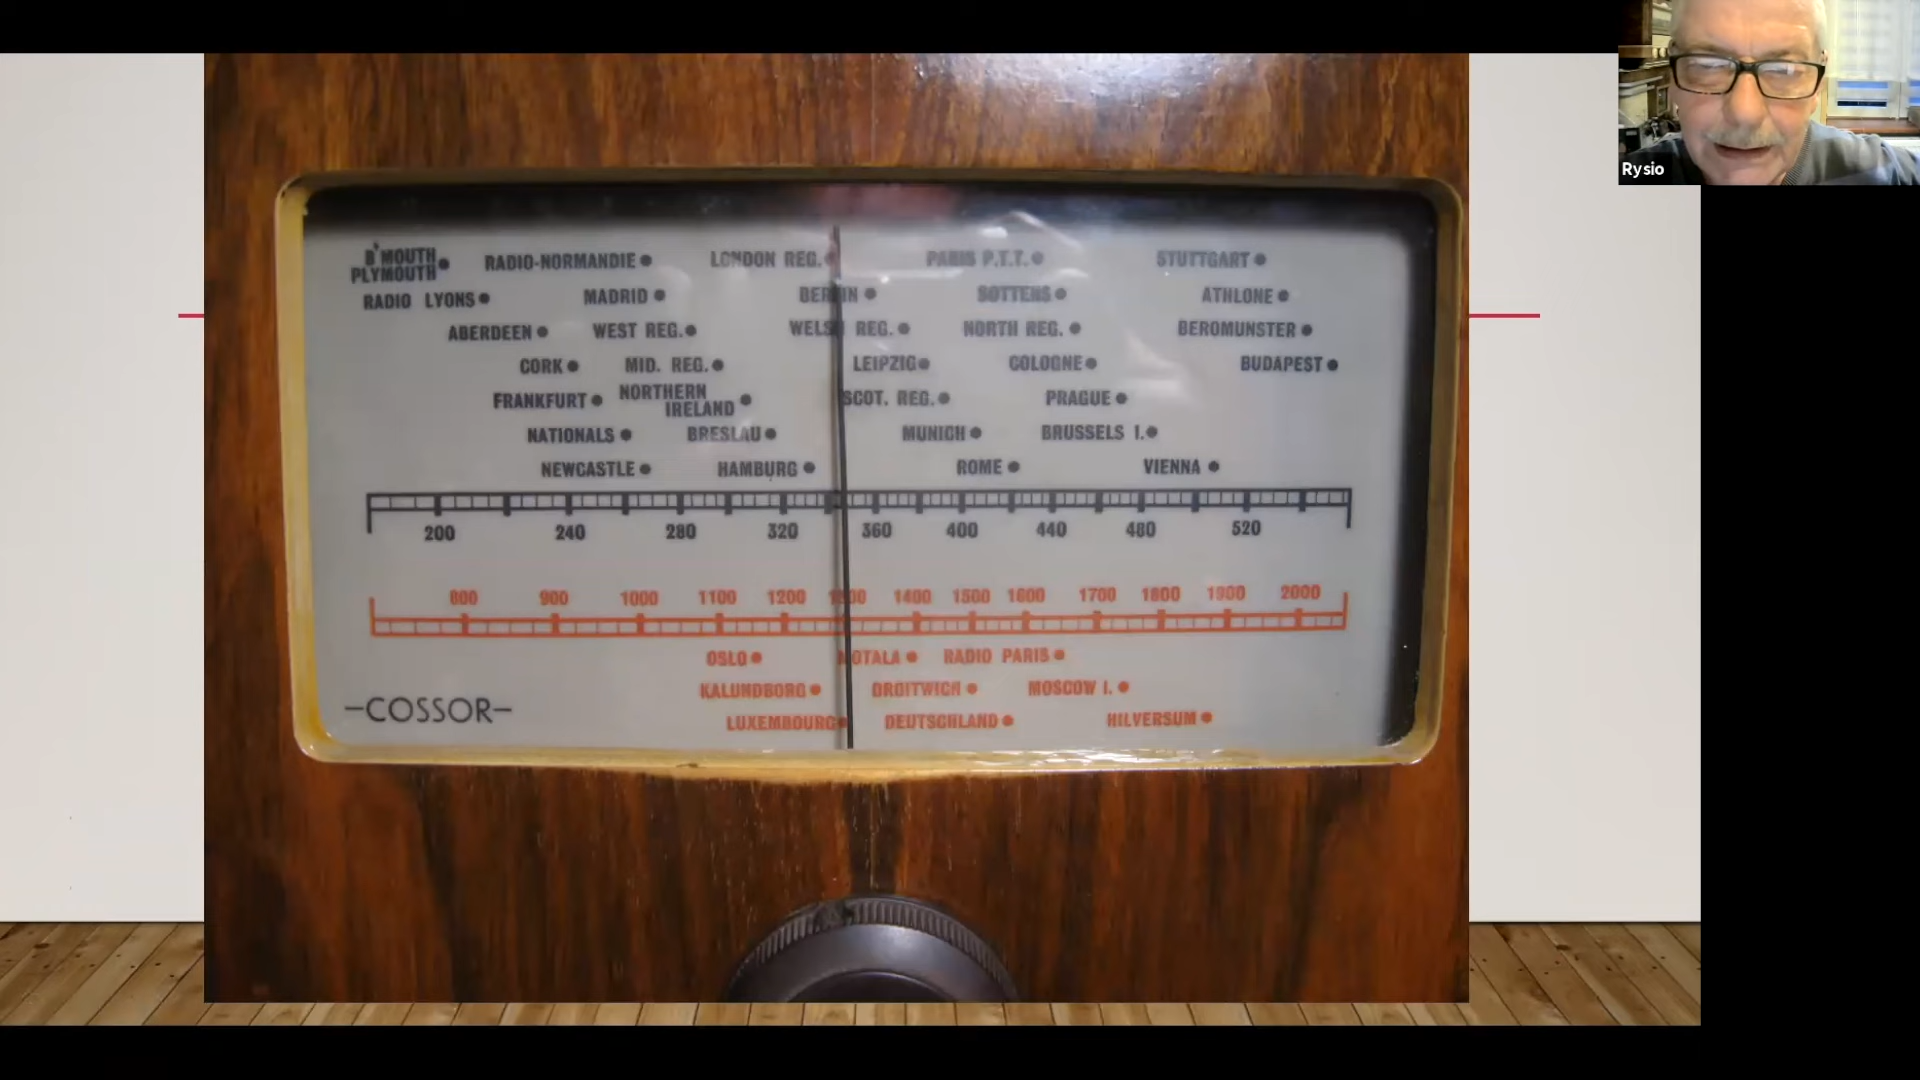 Rysio
B'MOUTH
PLYMOUTH
RADIO-NORMANDIE
LONDON REG.
PARIS P.T.T.
STUTTGART
RADIO LYONS
MADRID
BERLIN
SOTTENS
ATHLONE
ABERDEEN
WEST REG.
WELSH REG.
NORTH REG.
BEROMUNSTER
CORK
MID. REG.
LEIPZIG
COLOGNE
BUDAPEST
FRANKFURT
NORTHERN
IRELAND
SCOT. REG.
PRAGUE
NATIONALS
BRESLAU
MUNICH
BRUSSELS I.
NEWCASTLE
HAMBURG
ROME
VIENNA
200 240 280 320 360 400 440 480 520
800 900 1000 1100 1200 1300 1400 1500 1600 1700 1800 1900 2000
OSLO
MOTALA
RADIO PARIS
KALUNDBORG
DROITWICH
MOSCOW I.
LUXEMBOURG
DEUTSCHLAND
HILVERSUM
-COSSOR-